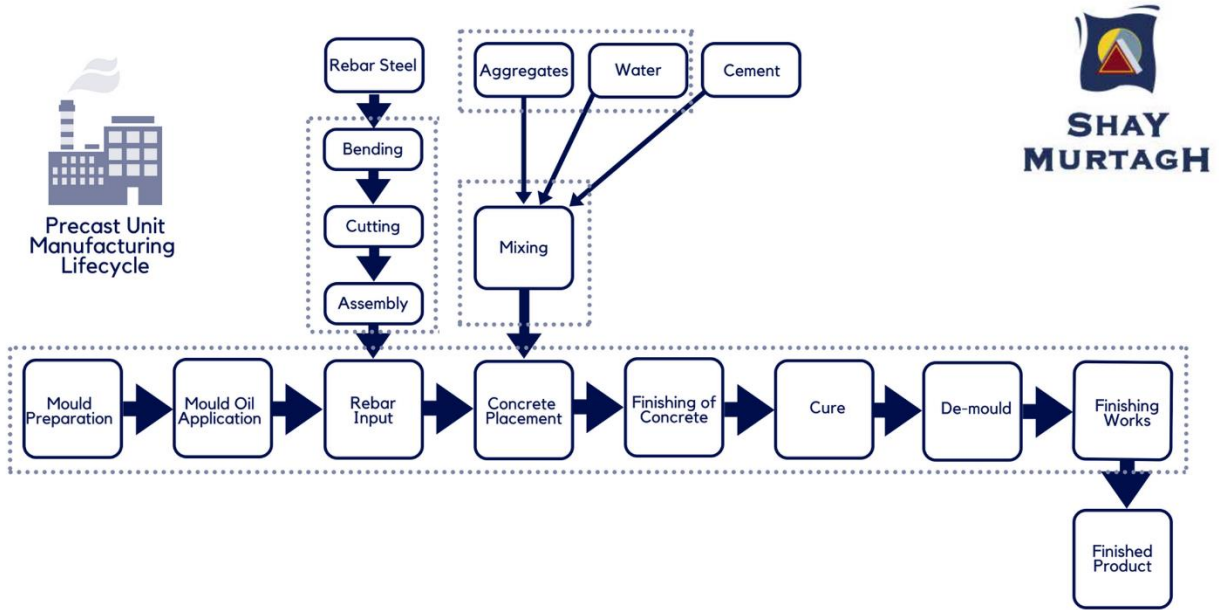 Rebar Steel
Aggregates
Water
Cement
SHAY
MURTAGH
Bending
Precast Unit
Manufacturing
Lifecycle
Cutting
Mixing
Assembly
Mould
Preparation
Mould Oil
Application
Rebar
Input
Concrete
Placement
Finishing of
Concrete
Cure
De-mould
Finishing
Works
Finished
Product